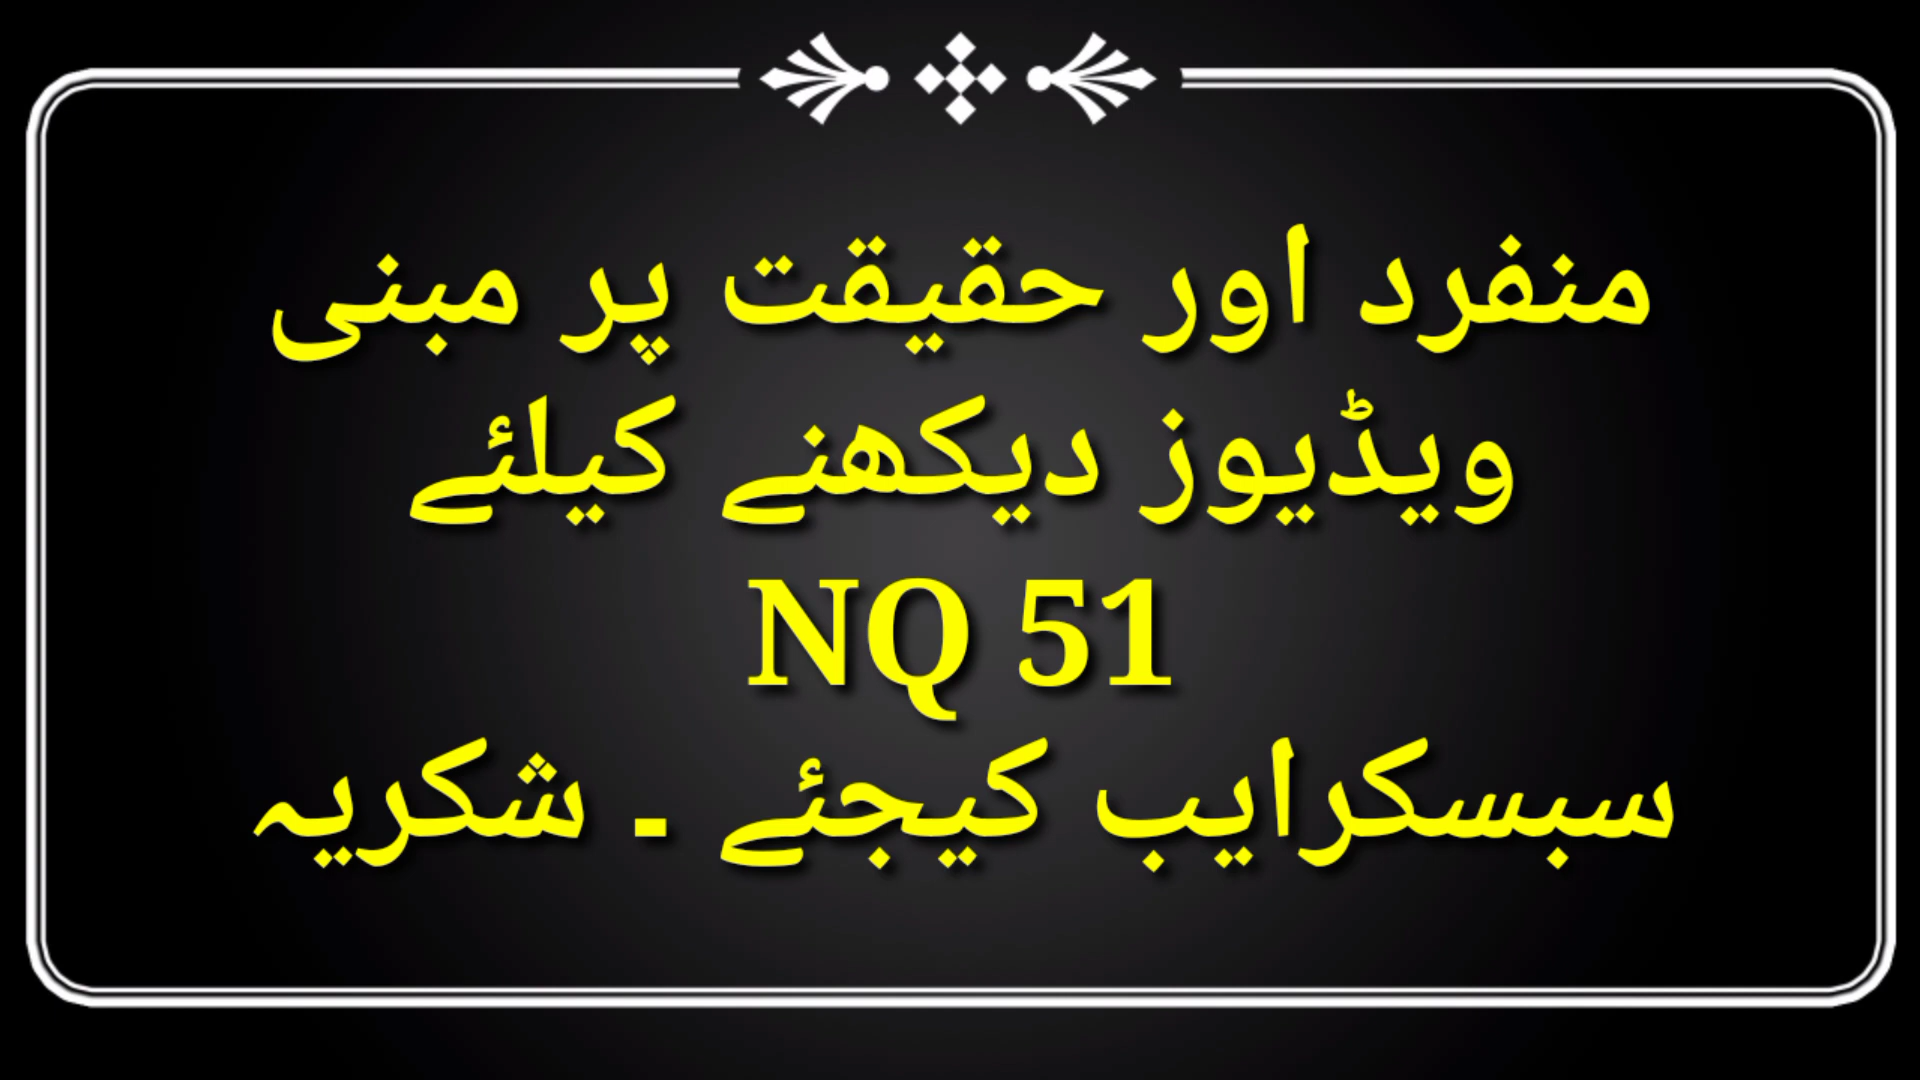 منفرد اور حقیقت پر مبنی
ویڈیوز دیکھنے کیلئے
NQ 51
سبسکرایب کیجئے ۔ شکریہ